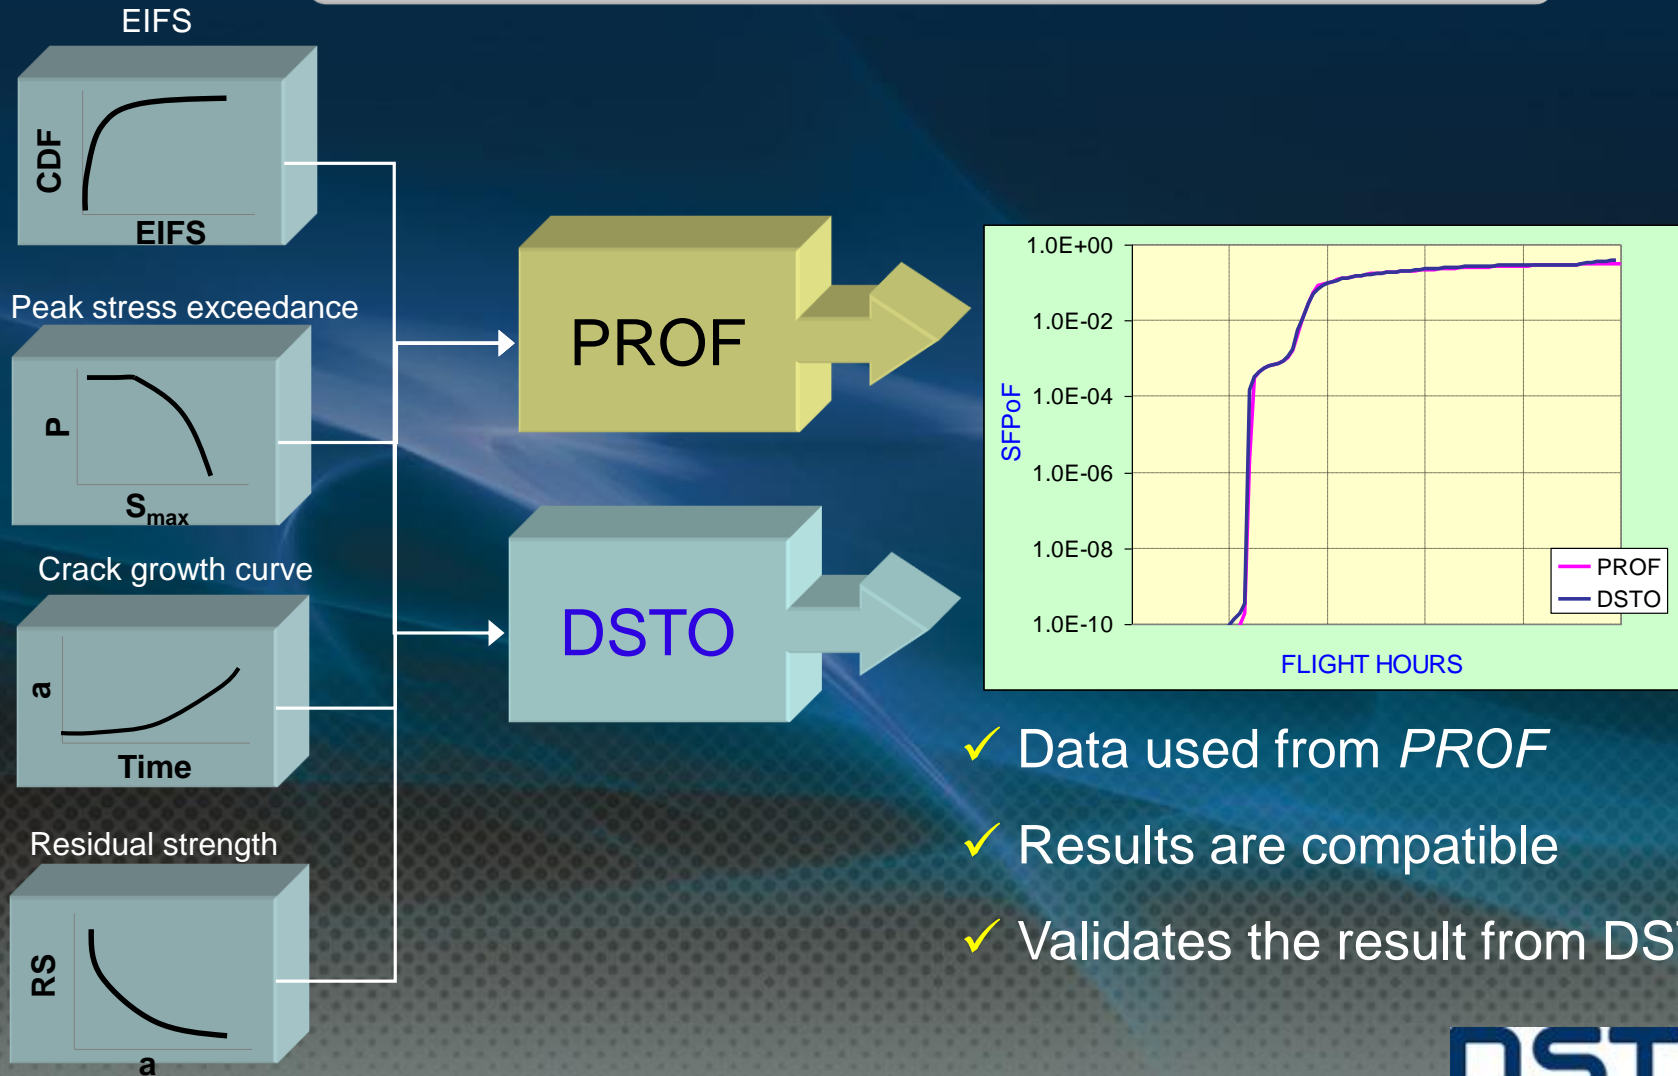 EIFS
CDF
EIFS
Peak stress exceedance
P
Smax
Crack growth curve
a
Time
Residual strength
RS
a
PROF
DSTO
1.0E+00
1.0E-02
1.0E-04
1.0E-06
1.0E-08
1.0E-10
SFPoF
FLIGHT HOURS
PROF
DSTO
✓ Data used from PROF
✓ Results are compatible
✓ Validates the result from